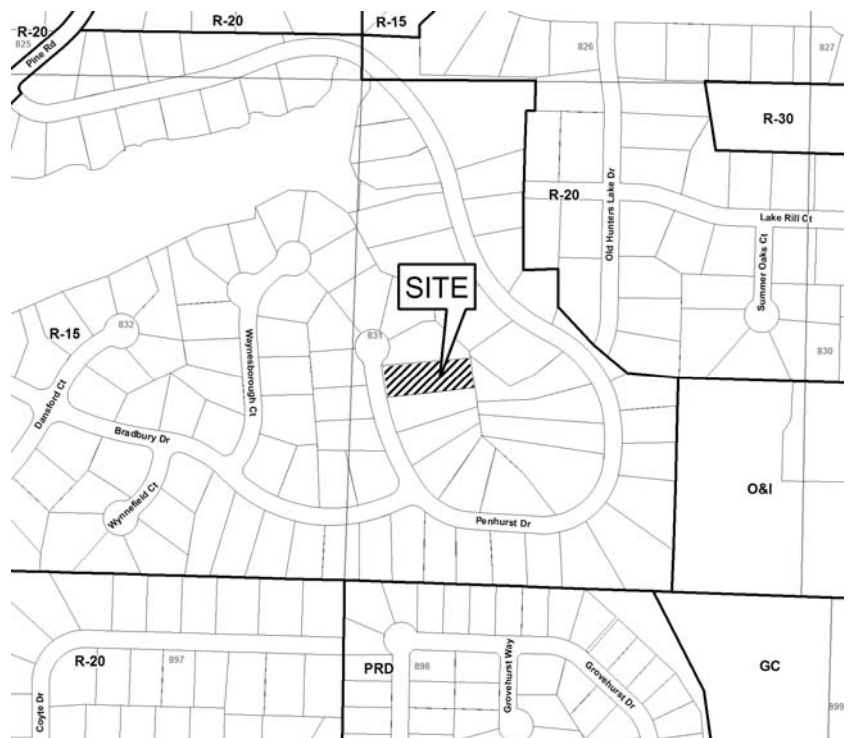 R-20
R-15
R-20
825
Pine Rd
826
827
R-30
R-20
Old Hunters Lake Dr
Lake Rill Ct
Summer Oaks Ct
SITE
831
832
R-15
Waynesborough Ct
830
Dansford Ct
Bradbury Dr
Wynnefield Ct
Penhurst Dr
O&I
R-20
897
PRD
898
Grovehurst Way
Grovehurst Dr
GC
Coyte Dr
899